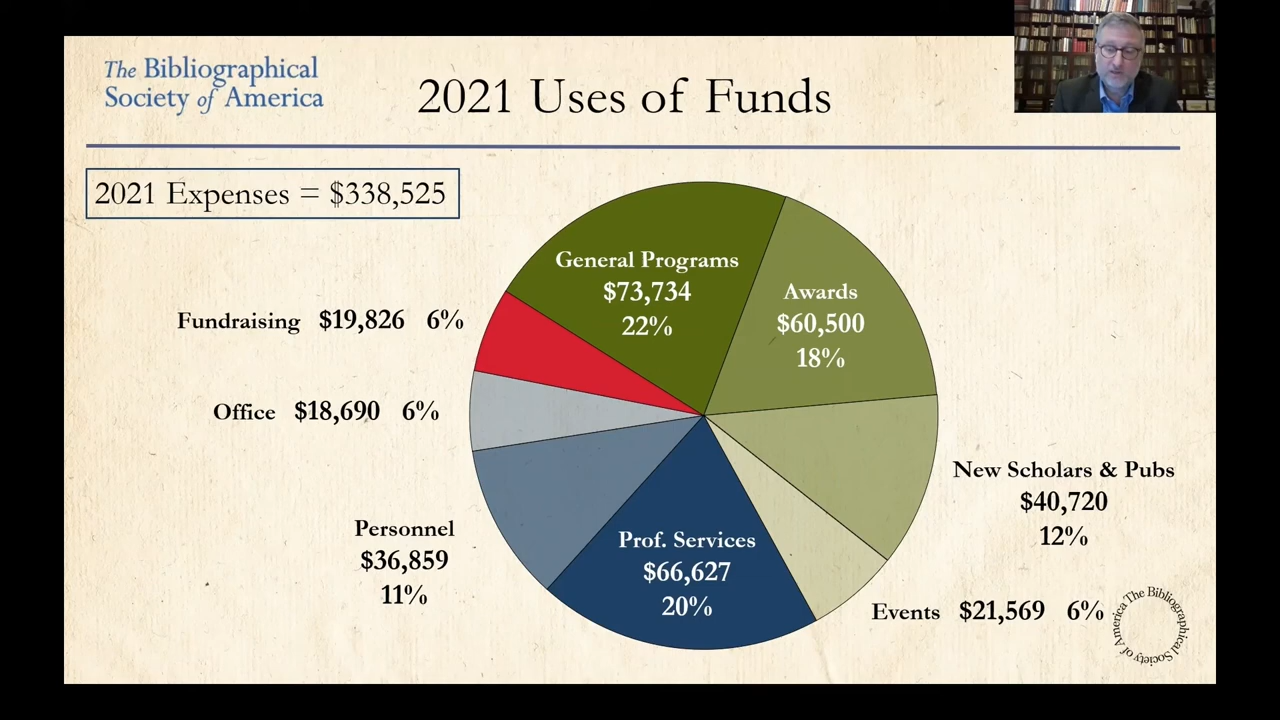 The Bibliographical
Society of America
2021 Uses of Funds
2021 Expenses = $338,525
General Programs
$73,734
22%
Awards
$60,500
18%
Fundraising $19,826 6%
Office $18,690 6%
New Scholars & Pubs
$40,720
12%
Personnel
$36,859
11%
Prof. Services
$66,627
20%
Events $21,569 6%
The Bibliographical Society of America